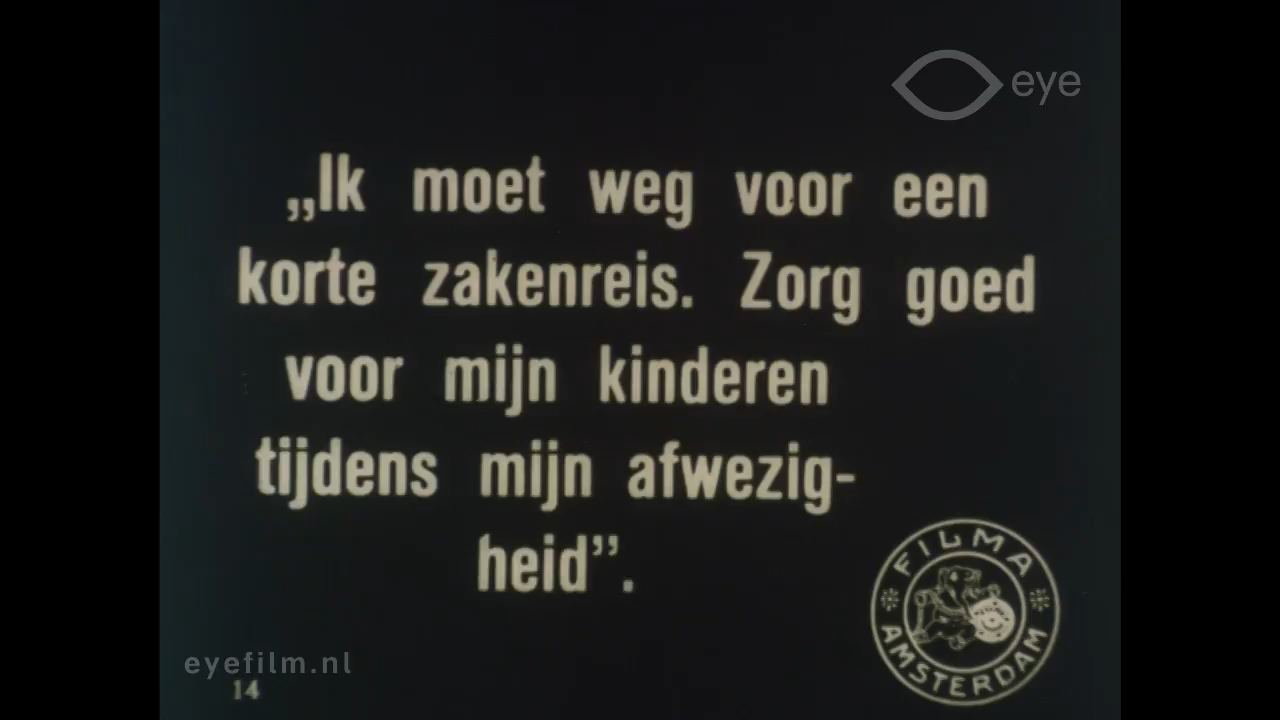 eye
„Ik moet weg voor een
korte zakenreis. Zorg goed
voor mijn kinderen
tijdens mijn afwezig-
heid”.
FILMA
AMSTERDAM
eyefilm.nl
14